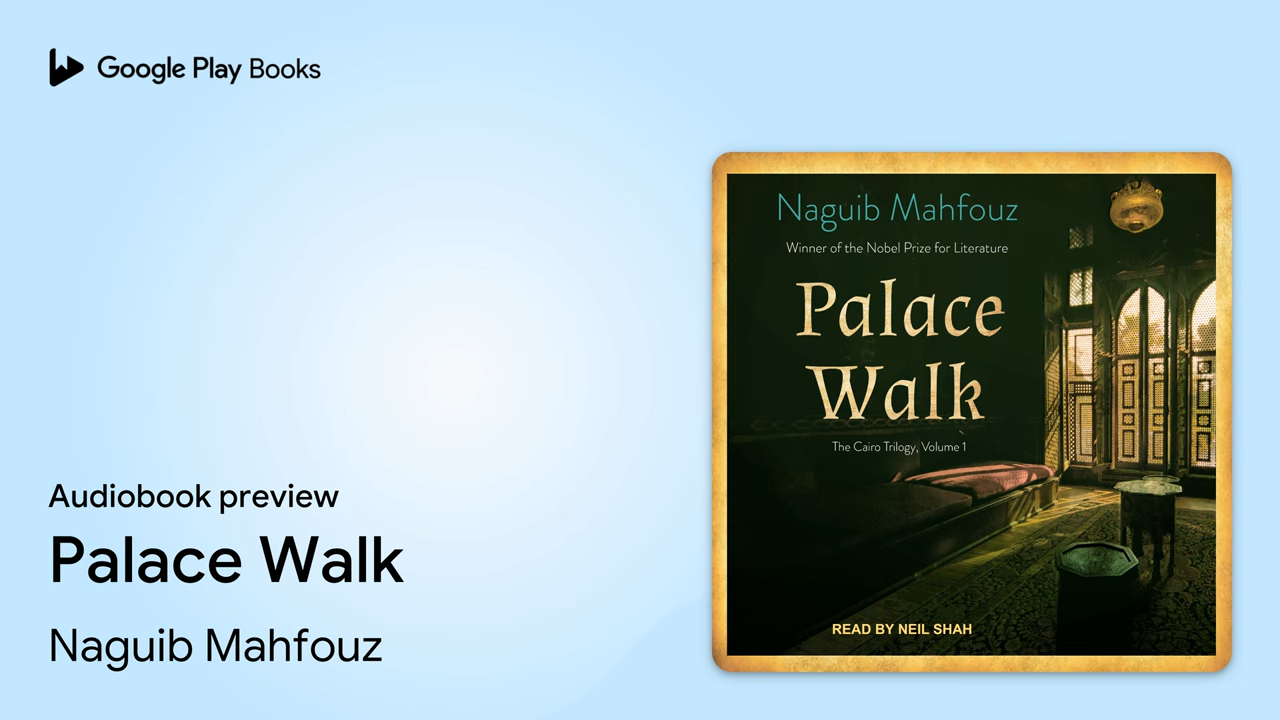 Google Play Books
Audiobook preview
Palace Walk
Naguib Mahfouz
Naguib Mahfouz
Winner of the Nobel Prize for Literature
Palace
Walk
The Cairo Trilogy, Volume 1
READ BY NEIL SHAH